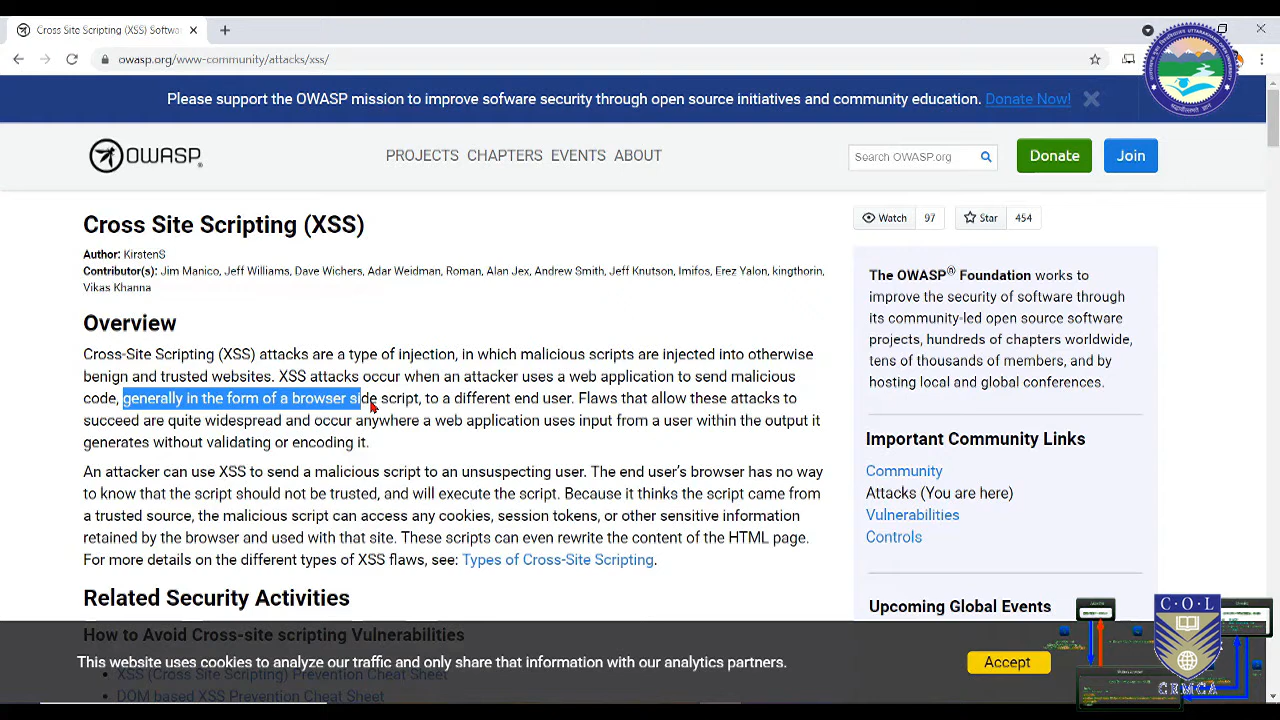 Cross Site Scripting (XSS) Softwa
owasp.org/www-community/attacks/xss/
Please support the OWASP mission to improve sofware security through open source initiatives and community education. Donate Now!
OWASP
PROJECTS CHAPTERS EVENTS ABOUT
Search OWASP.org
Donate
Join
Cross Site Scripting (XSS)
Watch 97
Star 454
Author: KirstenS
Contributor(s): Jim Manico, Jeff Williams, Dave Wichers, Adar Weidman, Roman, Alan Jex, Andrew Smith, Jeff Knutson, Imifos, Erez Yalon, kingthorin,
Vikas Khanna
Overview
Cross-Site Scripting (XSS) attacks are a type of injection, in which malicious scripts are injected into otherwise
benign and trusted websites. XSS attacks occur when an attacker uses a web application to send malicious
code, generally in the form of a browser side script, to a different end user. Flaws that allow these attacks to
succeed are quite widespread and occur anywhere a web application uses input from a user within the output it
generates without validating or encoding it.
An attacker can use XSS to send a malicious script to an unsuspecting user. The end user's browser has no way
to know that the script should not be trusted, and will execute the script. Because it thinks the script came from
a trusted source, the malicious script can access any cookies, session tokens, or other sensitive information
retained by the browser and used with that site. These scripts can even rewrite the content of the HTML page.
For more details on the different types of XSS flaws, see: Types of Cross-Site Scripting.
Related Security Activities
How to Avoid Cross-site scripting Vulnerabilities
XSS (Cross Site Scripting) Prevention Cheat
DOM based XSS Prevention Cheat Sheet
The OWASP® Foundation works to
improve the security of software through
its community-led open source software
projects, hundreds of chapters worldwide,
tens of thousands of members, and by
hosting local and global conferences.
Important Community Links
Community
Attacks (You are here)
Vulnerabilities
Controls
Upcoming Global Events
This website uses cookies to analyze our traffic and only share that information with our analytics partners.
Accept
C·O·L
CEMCA